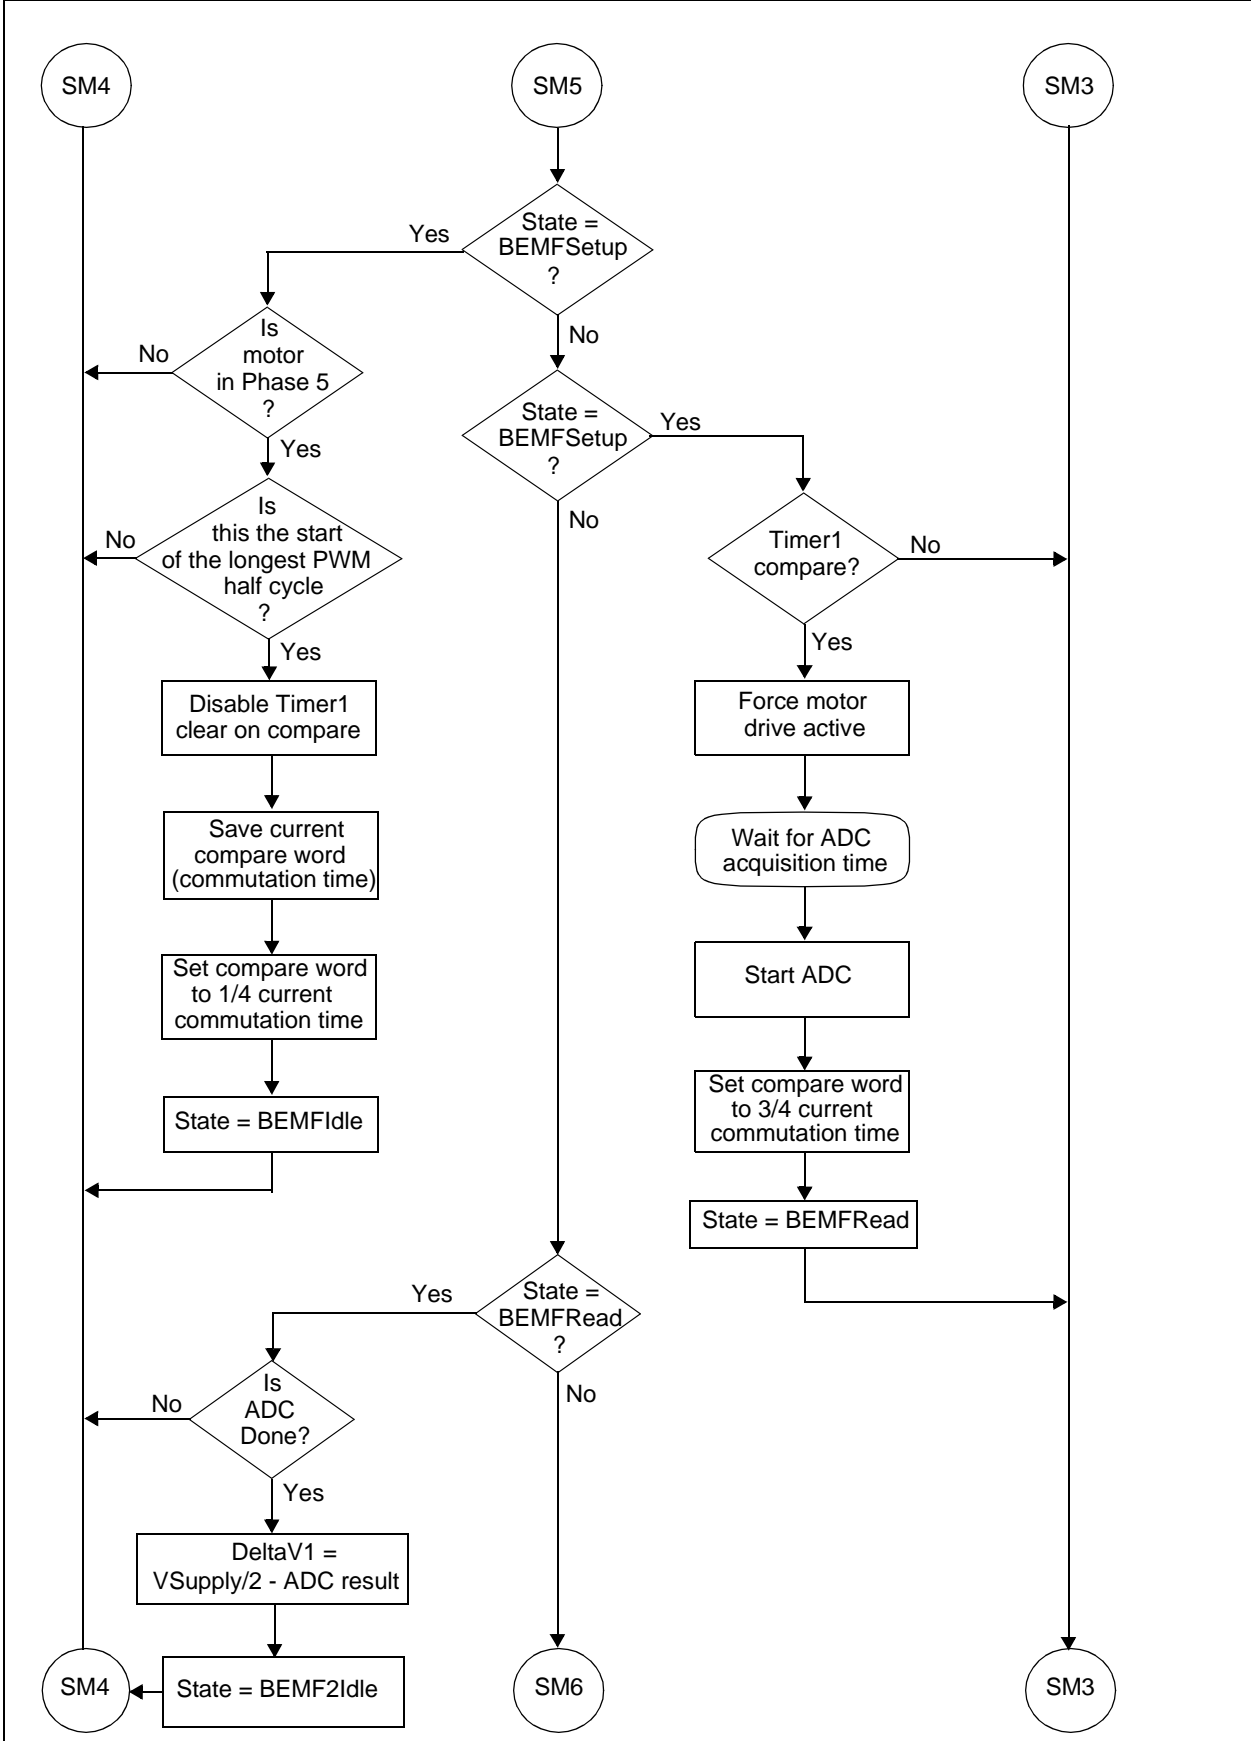 SM4
SM5
SM3
State =
BEMFSetup
?
Yes
No
Is
motor
in Phase 5
?
No
Yes
State =
BEMFSetup
?
Yes
No
Is
this the start
of the longest PWM
half cycle
?
No
Yes
Timer1
compare?
No
Yes
Disable Timer1
clear on compare
Force motor
drive active
Save current
compare word
(commutation time)
Wait for ADC
acquisition time
Set compare word
to 1/4 current
commutation time
Start ADC
State = BEMFIdle
Set compare word
to 3/4 current
commutation time
State = BEMFRead
State =
BEMFRead
?
Yes
No
Is
ADC
Done?
No
Yes
DeltaV1 =
VSupply/2 - ADC result
State = BEMF2Idle
SM4
SM6
SM3